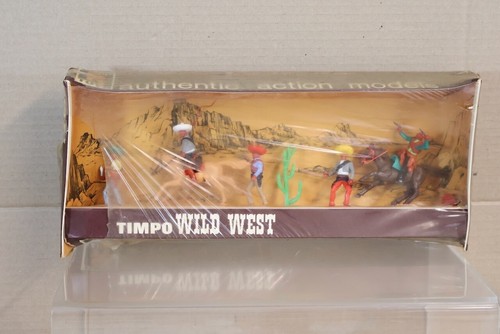 authentic action models
TIMPO WILD WEST